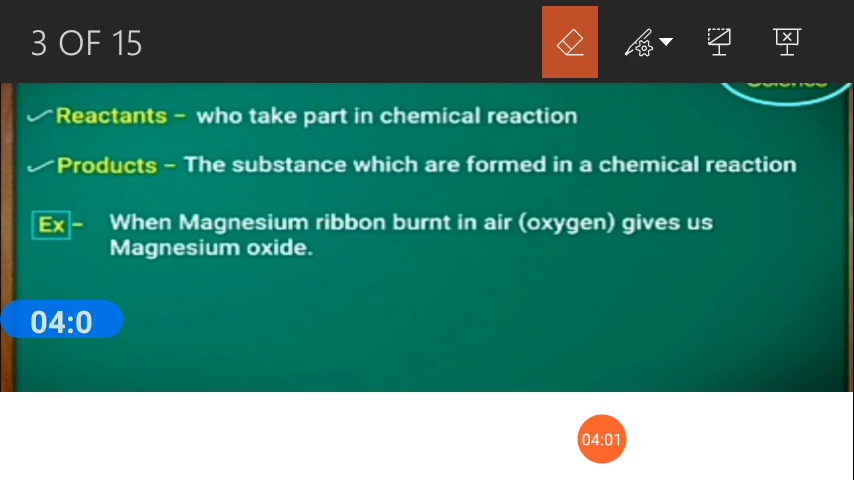 3 OF 15
Science
Reactants - who take part in chemical reaction
Products - The substance which are formed in a chemical reaction
Ex - When Magnesium ribbon burnt in air (oxygen) gives us
Magnesium oxide.
04:0
04:01